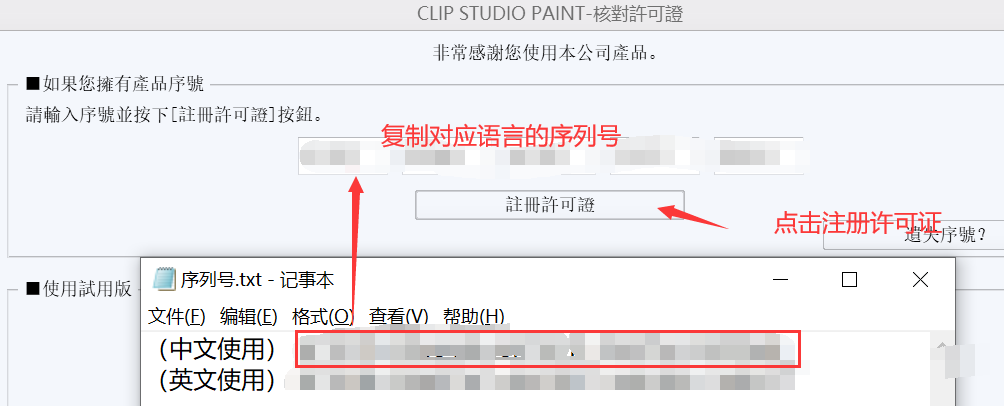 CLIP STUDIO PAINT-核對許可證
非常感謝您使用本公司產品。
■如果您擁有產品序號
請輸入序號並按下[註冊許可證]按鈕。
复制对应语言的序列号
註冊許可證
点击注册许可证
遺失序號?
■使用試用版
序列号.txt - 记事本
文件(F) 编辑(E) 格式(O) 查看(V) 帮助(H)
（中文使用）
（英文使用）